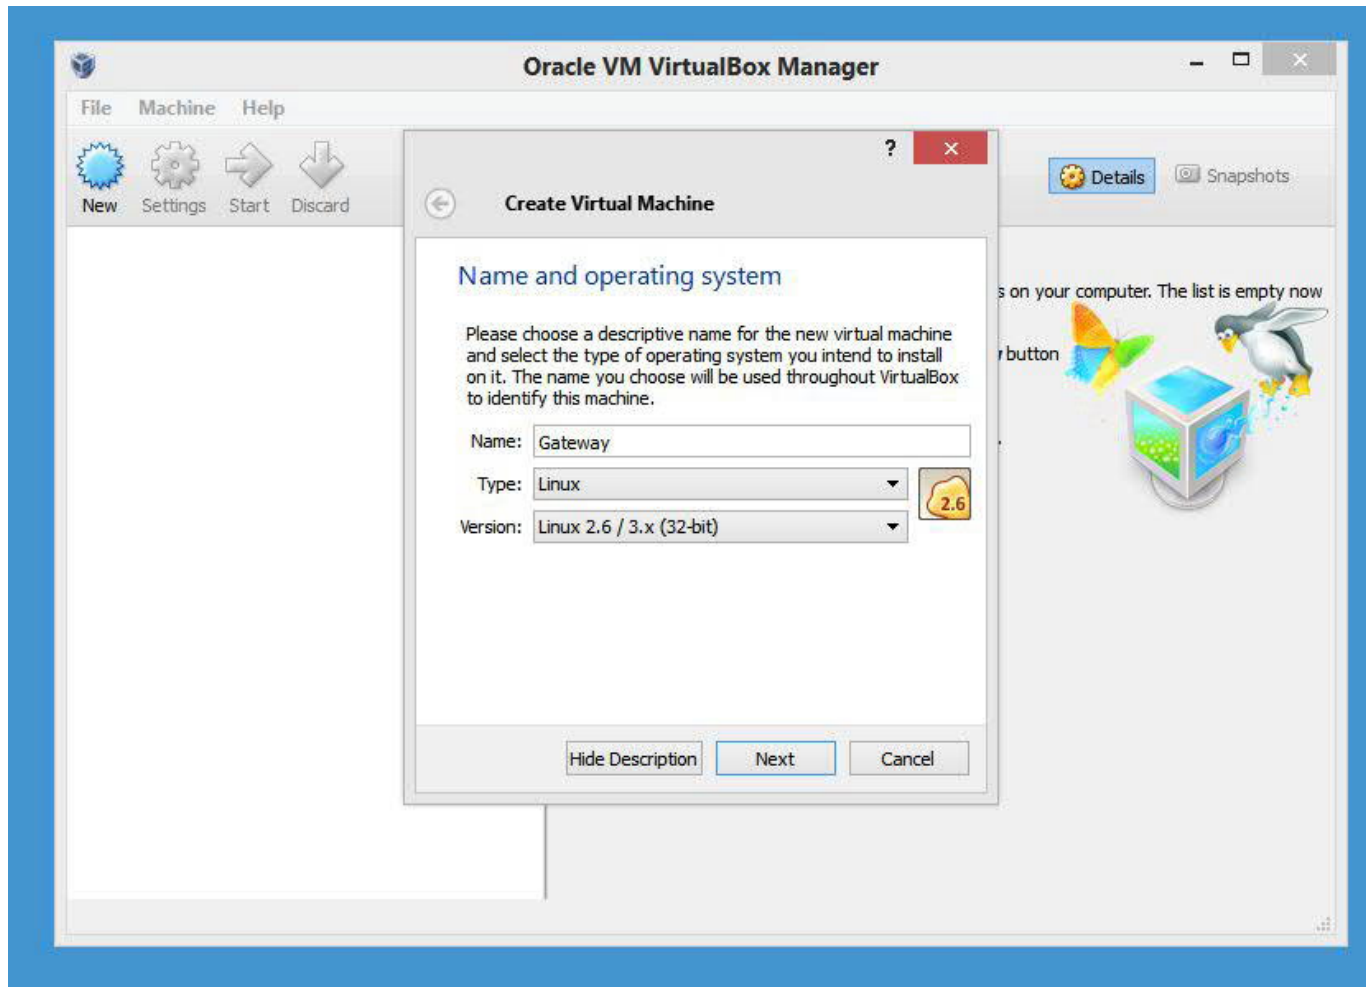 Oracle VM VirtualBox Manager
File Machine Help
New Settings Start Discard
Details Snapshots
?
Create Virtual Machine
Name and operating system
Please choose a descriptive name for the new virtual machine
and select the type of operating system you intend to install
on it. The name you choose will be used throughout VirtualBox
to identify this machine.
Name: Gateway
Type: Linux
2.6
Version: Linux 2.6 / 3.x (32-bit)
Hide Description Next Cancel
s on your computer. The list is empty now
button